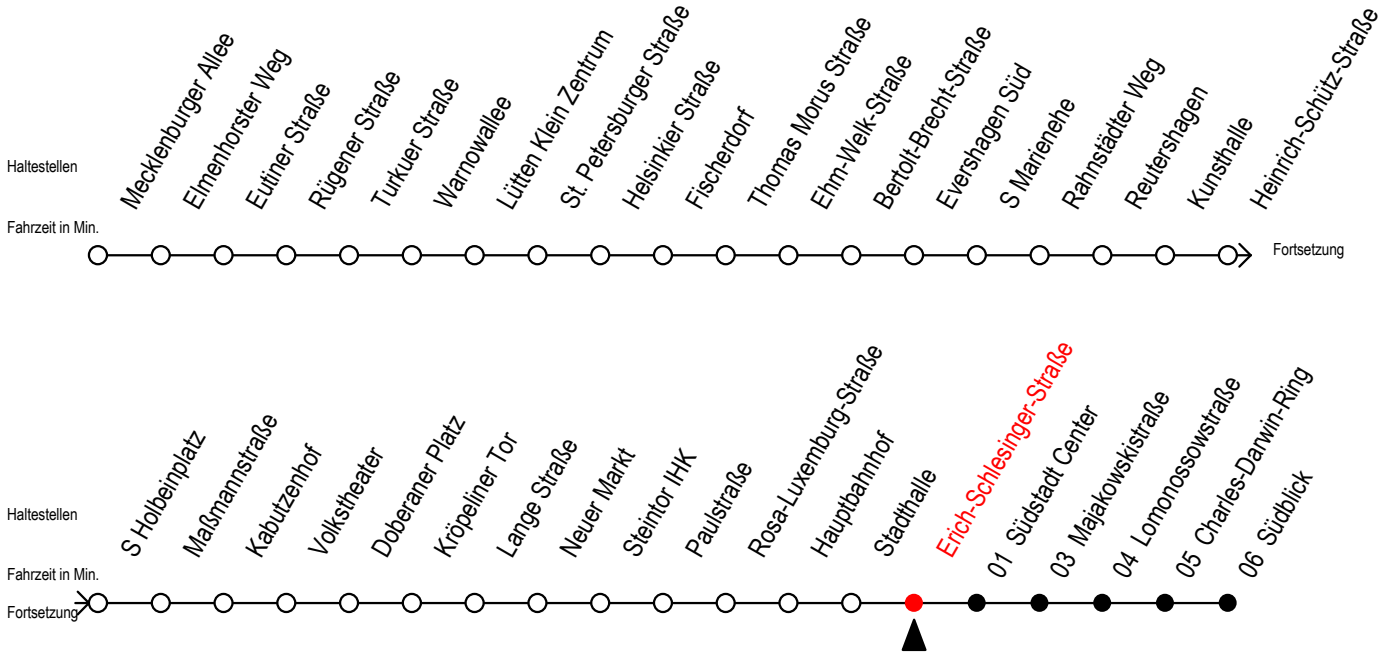 Haltestellen
Mecklenburger Allee
Elmenhorster Weg
Eutiner Straße
Rügener Straße
Turkuer Straße
Warnowallee
Lütten Klein Zentrum
St. Petersburger Straße
Helsinkier Straße
Fischerdorf
Thomas Morus Straße
Ehm-Welk-Straße
Bertolt-Brecht-Straße
Evershagen Süd
S Marienehe
Rahnstädter Weg
Reutershagen
Kunsthalle
Heinrich-Schütz-Straße
Fahrzeit in Min.
Fortsetzung
Haltestellen
S Holbeinplatz
Maßmannstraße
Kabutzenhof
Volkstheater
Doberaner Platz
Kröpeliner Tor
Lange Straße
Neuer Markt
Steintor IHK
Paulstraße
Rosa-Luxemburg-Straße
Hauptbahnhof
Stadthalle
Erich-Schlesinger-Straße
01 Südstadt Center
03 Majakowskistraße
04 Lomonossowstraße
05 Charles-Darwin-Ring
06 Südblick
Fahrzeit in Min.
Fortsetzung